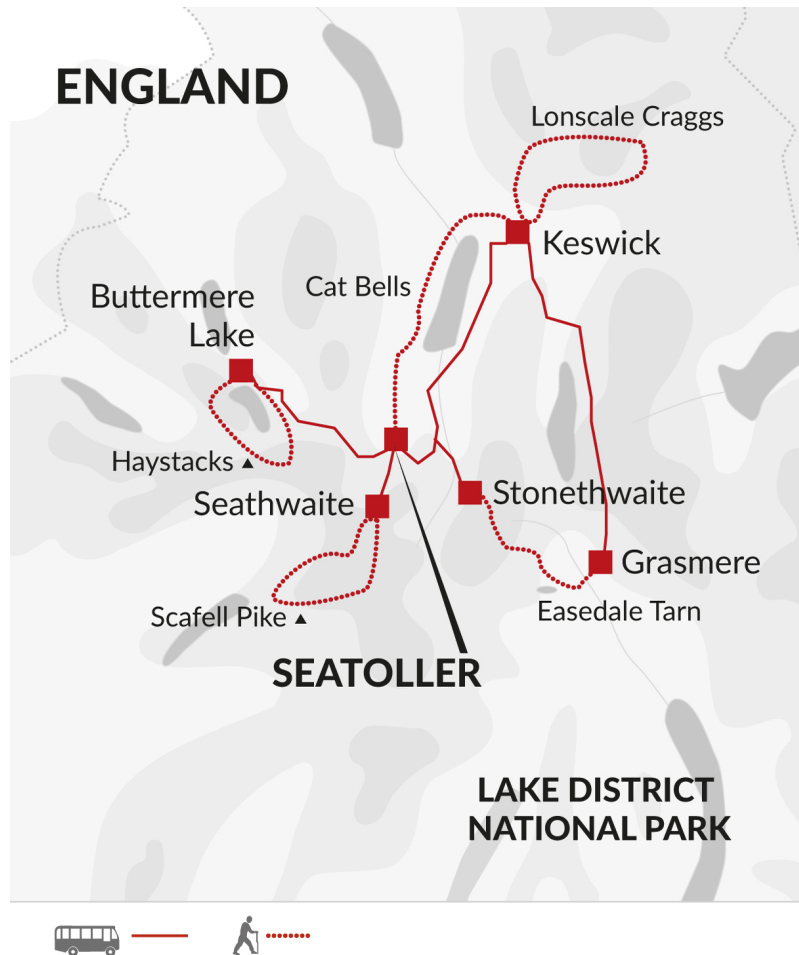 ENGLAND
Lonscale Craggs
Keswick
Cat Bells
Buttermere
Lake
Haystacks
Seathwaite
Stonethwaite
Grasmere
Scafell Pike
Easedale Tarn
SEATOLLER
LAKE DISTRICT
NATIONAL PARK